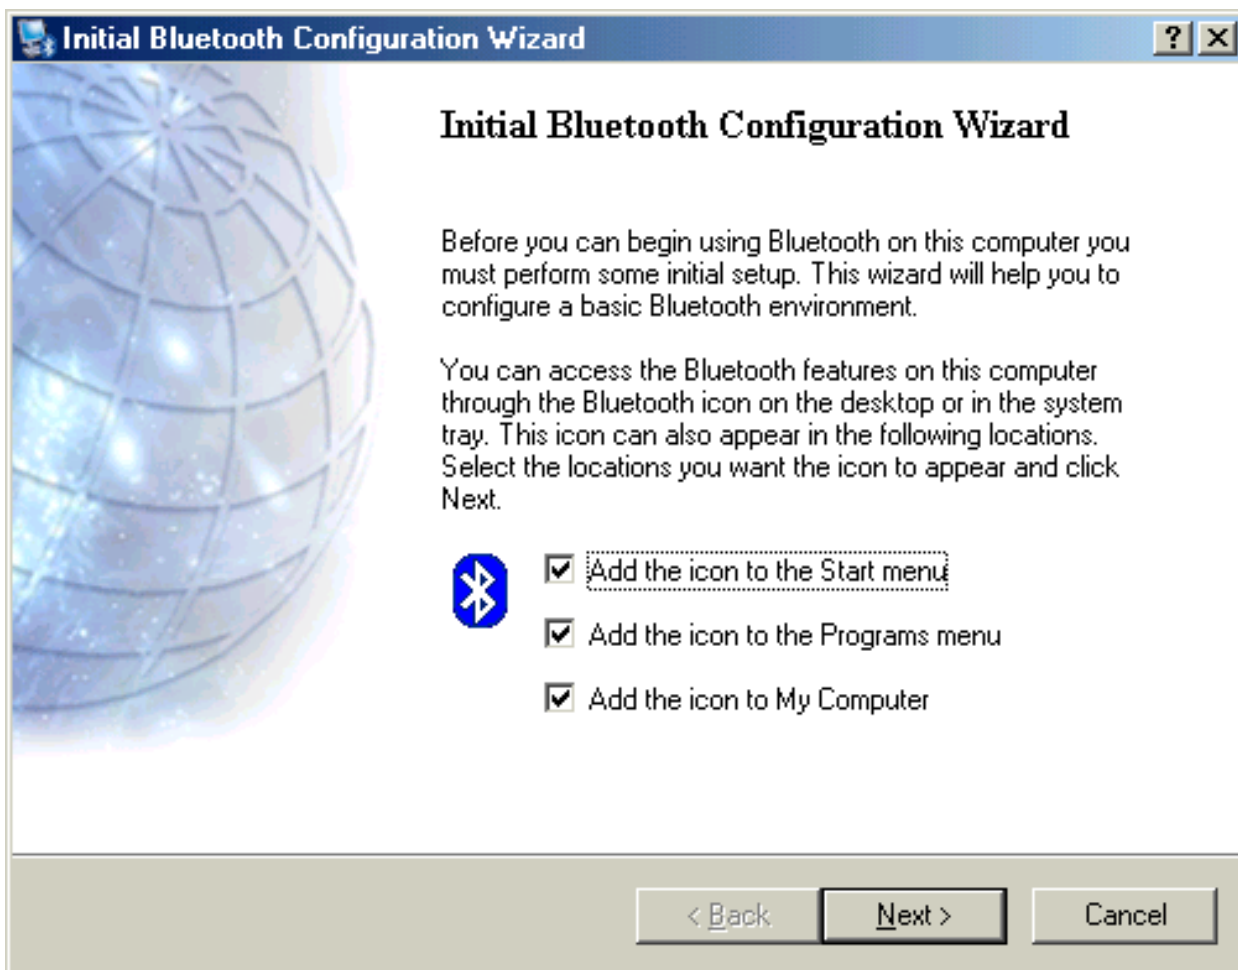 Initial Bluetooth Configuration Wizard
?
Initial Bluetooth Configuration Wizard
Before you can begin using Bluetooth on this computer you
must perform some initial setup. This wizard will help you to
configure a basic Bluetooth environment.
You can access the Bluetooth features on this computer
through the Bluetooth icon on the desktop or in the system
tray. This icon can also appear in the following locations.
Select the locations you want the icon to appear and click
Next.
Add the icon to the Start menu
Add the icon to the Programs menu
Add the icon to My Computer
< Back
Next >
Cancel